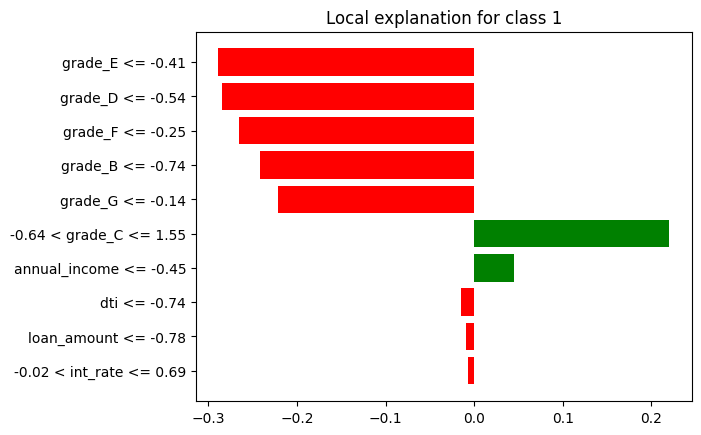 Local explanation for class 1
grade_E <= -0.41
grade_D <= -0.54
grade_F <= -0.25
grade_B <= -0.74
grade_G <= -0.14
-0.64 < grade_C <= 1.55
annual_income <= -0.45
dti <= -0.74
loan_amount <= -0.78
-0.02 < int_rate <= 0.69
−0.3 −0.2 −0.1 0.0 0.1 0.2